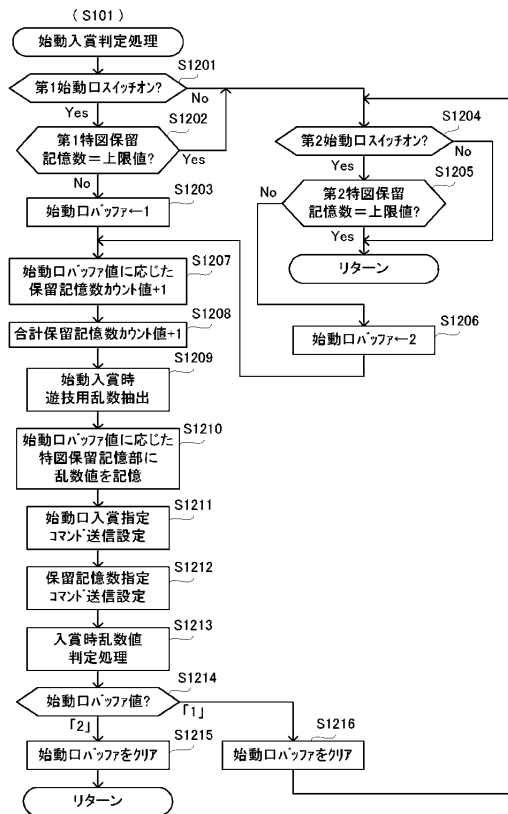 (S101)
始動入賞判定処理
S1201
第1始動口スイッチオン?
No
Yes
S1202
第1特図保留
記憶数=上限値?
Yes
No
S1203
始動口バッファ←1
S1204
第2始動口スイッチオン?
Yes
No
S1205
No
第2特図保留
記憶数=上限値?
Yes
リターン
S1206
始動口バッファ←2
S1207
始動口バッファ値に応じた
保留記憶数カウント値+1
S1208
合計保留記憶数カウント値+1
S1209
始動入賞時
遊技用乱数抽出
S1210
始動口バッファ値に応じた
特図保留記憶部に
乱数値を記憶
S1211
始動口入賞指定
コマンド送信設定
S1212
保留記憶数指定
コマンド送信設定
S1213
入賞時乱数値
判定処理
S1214
始動口バッファ値?
「1」
「2」
S1215
始動口バッファをクリア
S1216
始動口バッファをクリア
リターン